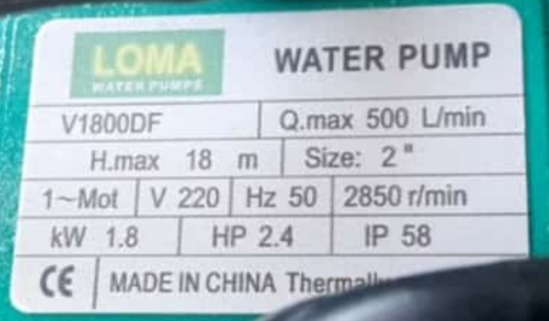 LOMA
WATER PUMPS
WATER PUMP
V1800DF Q.max 500 L/min
H.max 18 m Size: 2"
1~Mot V 220 Hz 50 2850 r/min
kW 1.8 HP 2.4 IP 58
CE MADE IN CHINA Thermally